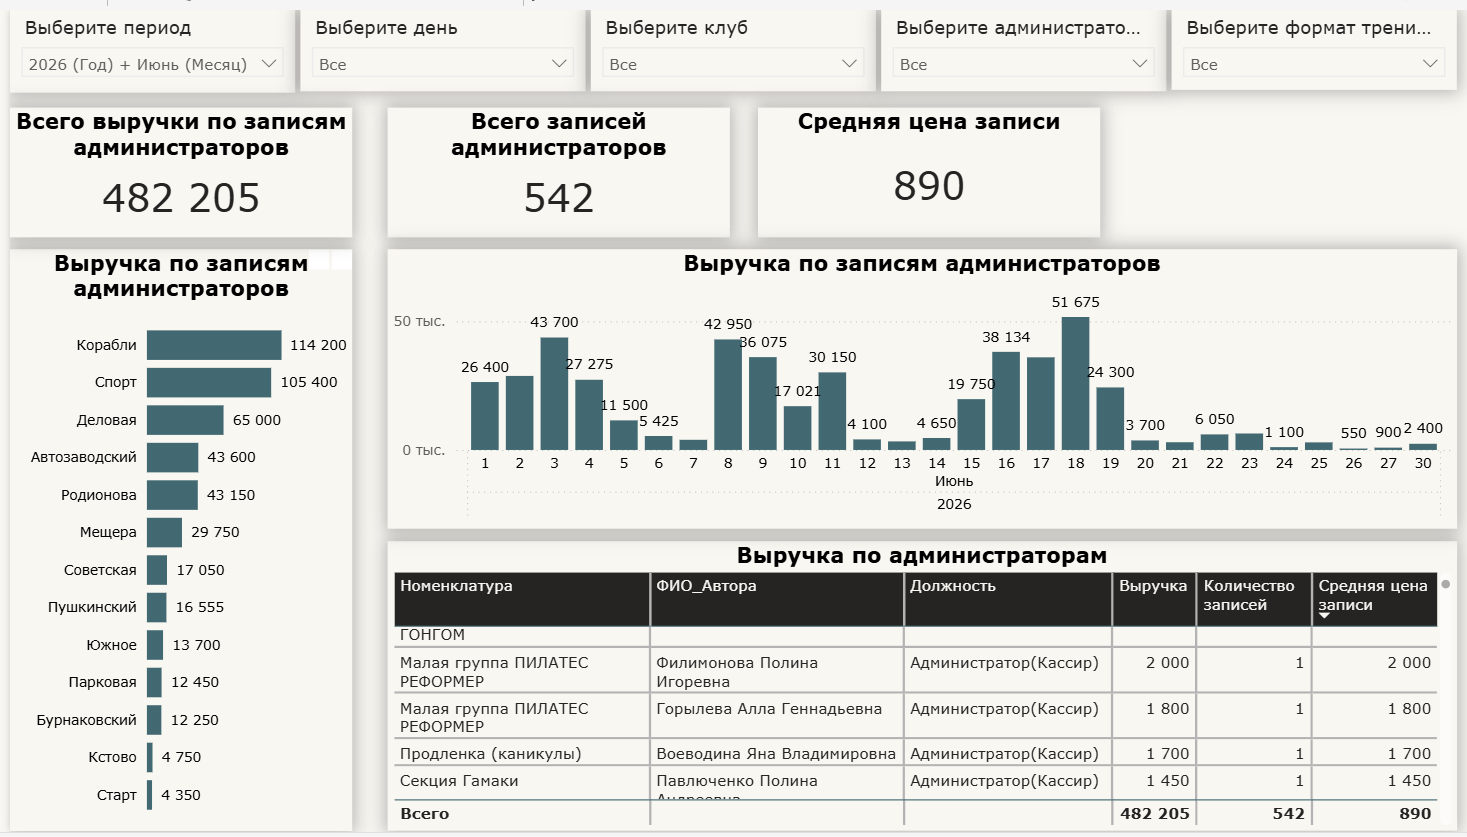 Выберите период
2026 (Год) + Июнь (Месяц)
Выберите день
Все
Выберите клуб
Все
Выберите администрато...
Все
Выберите формат трени...
Все
Всего выручки по записям
администраторов
482 205
Всего записей
администраторов
542
Средняя цена записи
890
Выручка по записям
администраторов
Корабли 114 200
Спорт 105 400
Деловая 65 000
Автозаводский 43 600
Родионова 43 150
Мещера 29 750
Советская 17 050
Пушкинский 16 555
Южное 13 700
Парковая 12 450
Бурнаковский 12 250
Кстово 4 750
Старт 4 350
Выручка по записям администраторов
50 тыс.
0 тыс.
26 400 43 700 27 275 11 500 5 425 42 950 36 075 17 021 30 150 4 100 4 650 19 750 38 134 51 675 24 300 3 700 6 050 1 100 550 900 2 400
1 2 3 4 5 6 7 8 9 10 11 12 13 14 15 16 17 18 19 20 21 22 23 24 25 26 27 30
Июнь
2026
Выручка по администраторам
Номенклатура ФИО_Автора Должность Выручка Количество записей Средняя цена записи
ГОНГОМ
Малая группа ПИЛАТЕС РЕФОРМЕР Филимонова Полина Игоревна Администратор(Кассир) 2 000 1 2 000
Малая группа ПИЛАТЕС РЕФОРМЕР Горылева Алла Геннадьевна Администратор(Кассир) 1 800 1 1 800
Продленка (каникулы) Воеводина Яна Владимировна Администратор(Кассир) 1 700 1 1 700
Секция Гамаки Павлюченко Полина Администратор(Кассир) 1 450 1 1 450
Всего 482 205 542 890